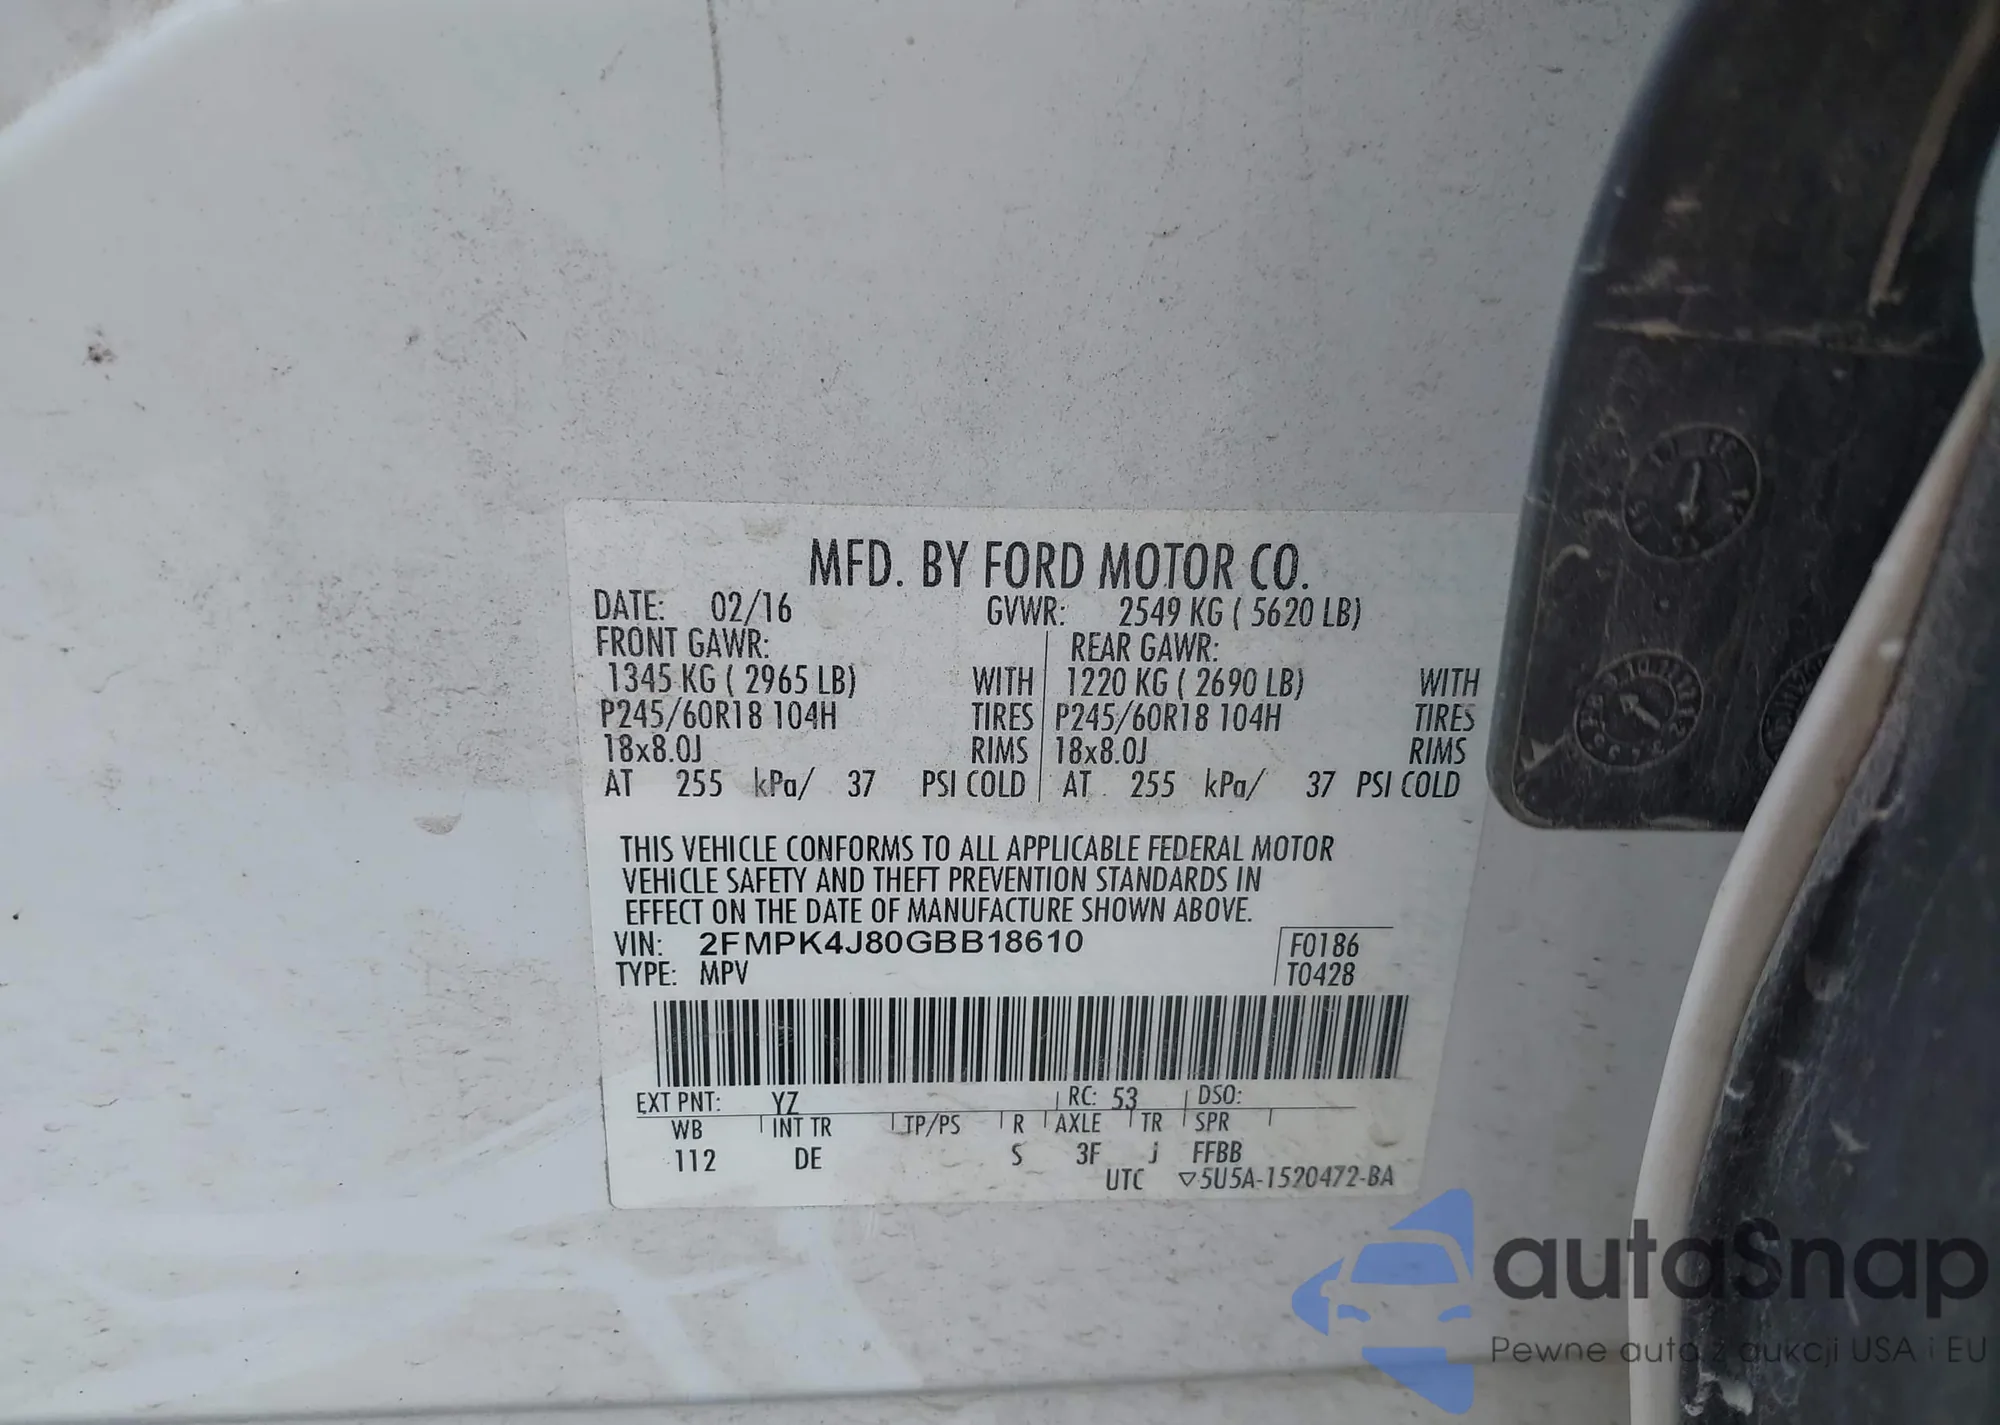 MFD. BY FORD MOTOR CO.
DATE: 02/16 GVWR: 2549 KG ( 5620 LB)
FRONT GAWR: REAR GAWR:
1345 KG ( 2965 LB) WITH 1220 KG ( 2690 LB) WITH
P245/60R18 104H TIRES P245/60R18 104H TIRES
18x8.0J RIMS 18x8.0J RIMS
AT 255 kPa/ 37 PSI COLD AT 255 kPa/ 37 PSI COLD
THIS VEHICLE CONFORMS TO ALL APPLICABLE FEDERAL MOTOR
VEHICLE SAFETY AND THEFT PREVENTION STANDARDS IN
EFFECT ON THE DATE OF MANUFACTURE SHOWN ABOVE.
VIN: 2FMPK4J80GBB18610 F0186
TYPE: MPV T0428
EXT PNT: YZ RC: 53 DSO:
WB INT TR TP/PS R AXLE TR SPR
112 DE S 3F J FFBB
UTC ▽5U5A-1520472-BA
autoSnap
Pewne auto z aukcji USA i EU